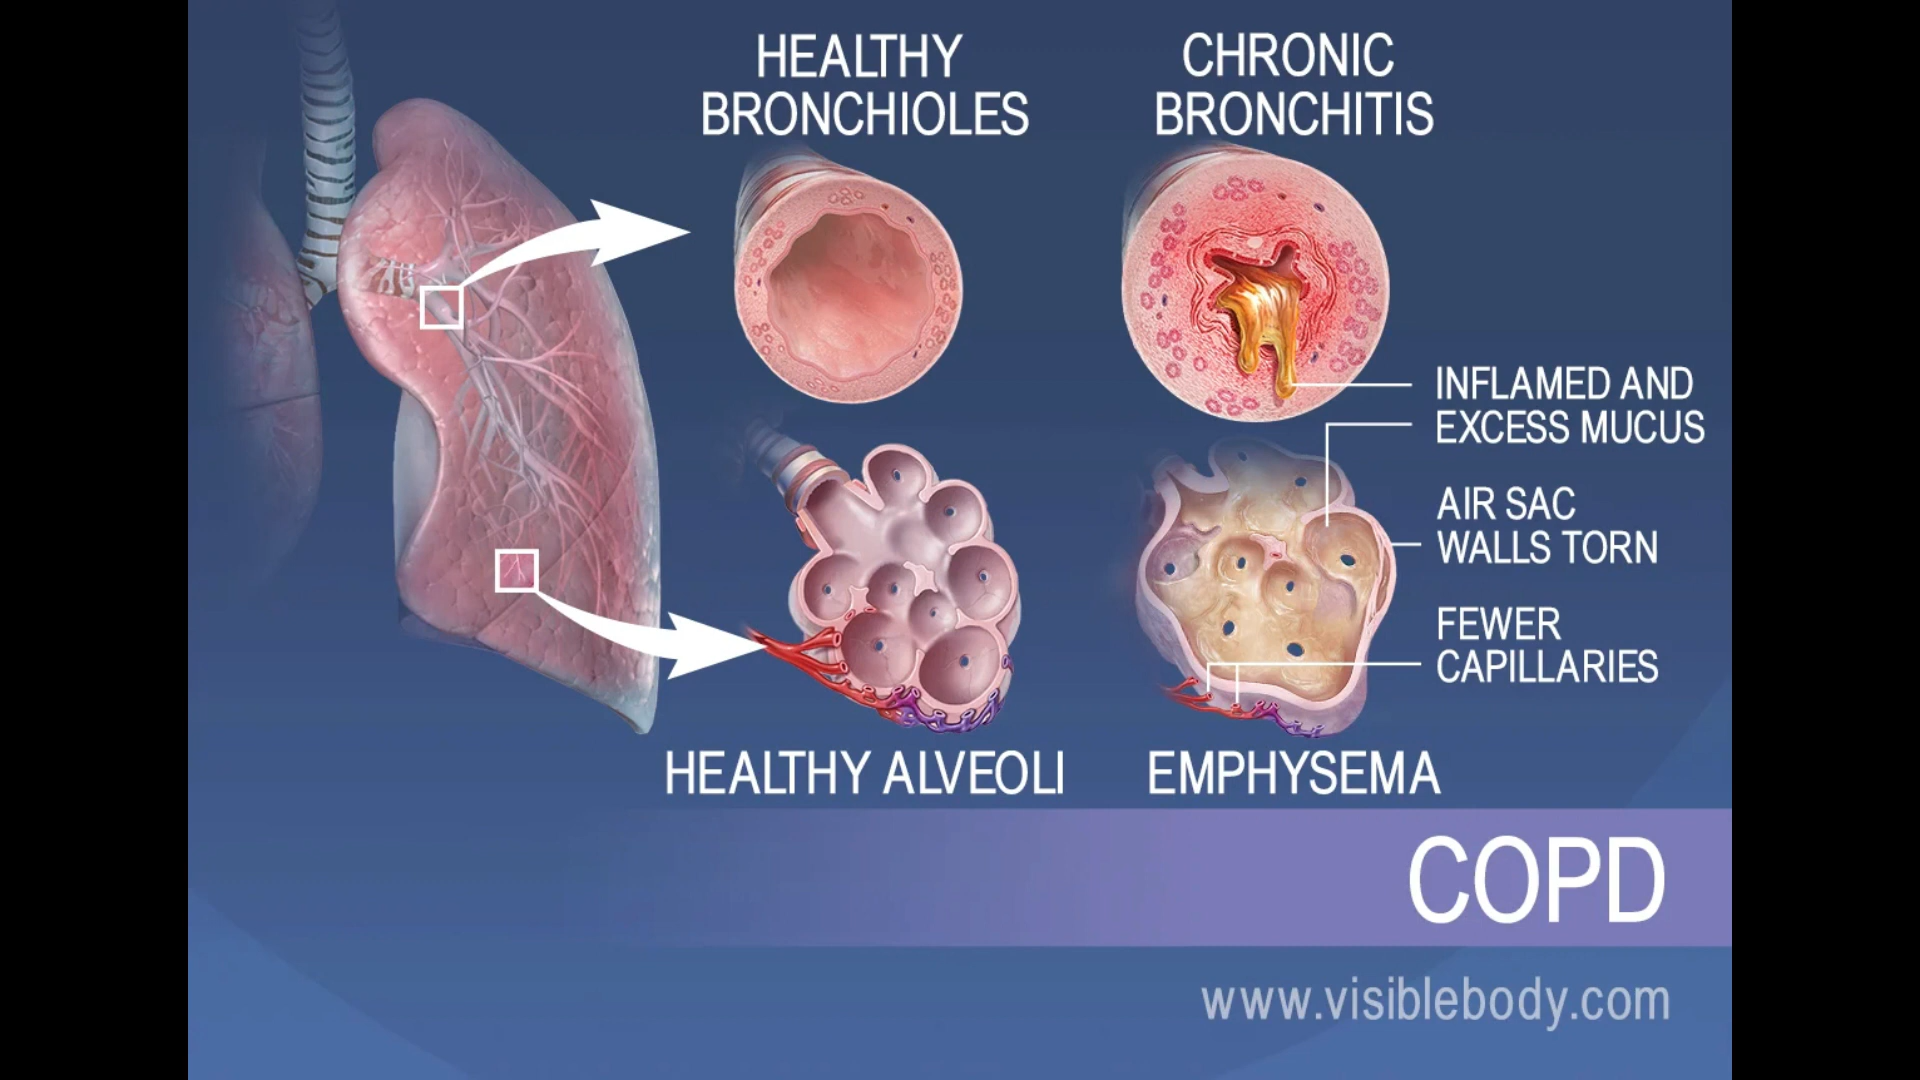 HEALTHY
BRONCHIOLES
CHRONIC
BRONCHITIS
INFLAMED AND
EXCESS MUCUS
AIR SAC
WALLS TORN
FEWER
CAPILLARIES
HEALTHY ALVEOLI
EMPHYSEMA
COPD
www.visiblebody.com